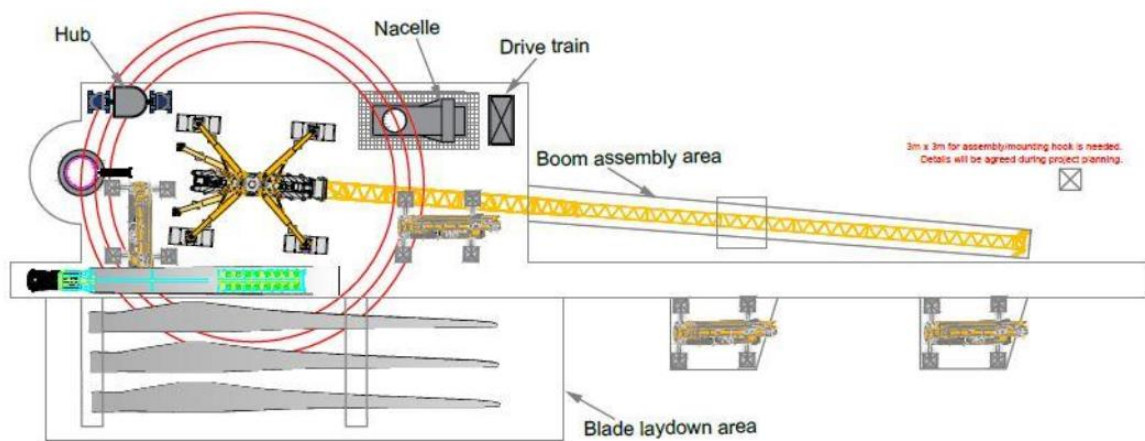 Hub
Nacelle
Drive train
Boom assembly area
3m x 3m for assembly/mounting hook is needed.
Details will be agreed during project planning.
Blade laydown area